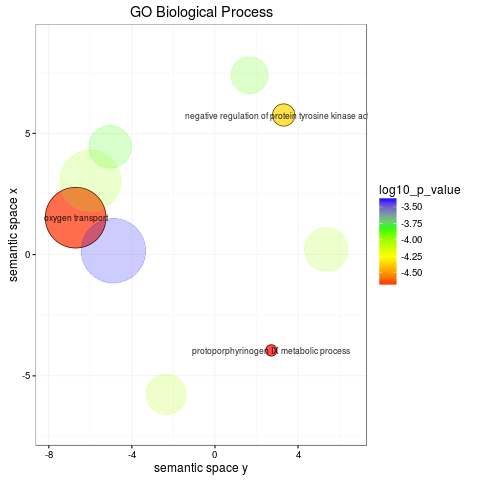 GO Biological Process
negative regulation of protein tyrosine kinase ac
oxygen transport
protoporphyrinogen IX metabolic process
5
0
-5
-8
-4
0
4
semantic space y
semantic space x
log10_p_value
-3.50
-3.75
-4.00
-4.25
-4.50